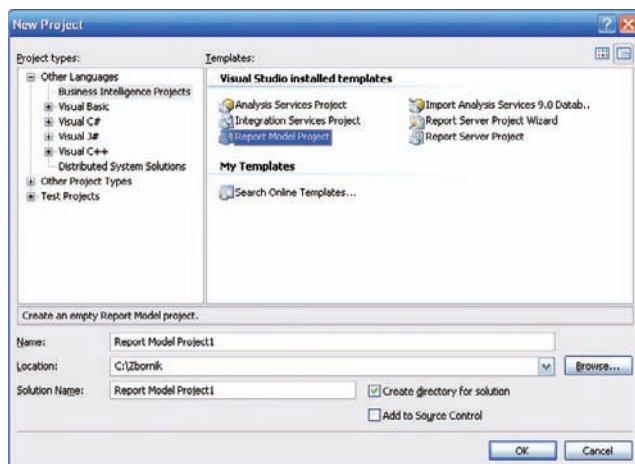 New Project
Project types:
Templates:
Other Languages
Business Intelligence Projects
Visual Basic
Visual C#
Visual J#
Visual C++
Distributed System Solutions
Other Project Types
Test Projects
Visual Studio installed templates
Analysis Services Project
Integration Services Project
Report Model Project
Import Analysis Services 9.0 Datab..
Report Server Project Wizard
Report Server Project
My Templates
Search Online Templates...
Create an empty Report Model project.
Name:
Report Model Project1
Location:
C:\Zbornik
Browse...
Solution Name:
Report Model Project1
Create directory for solution
Add to Source Control
OK
Cancel